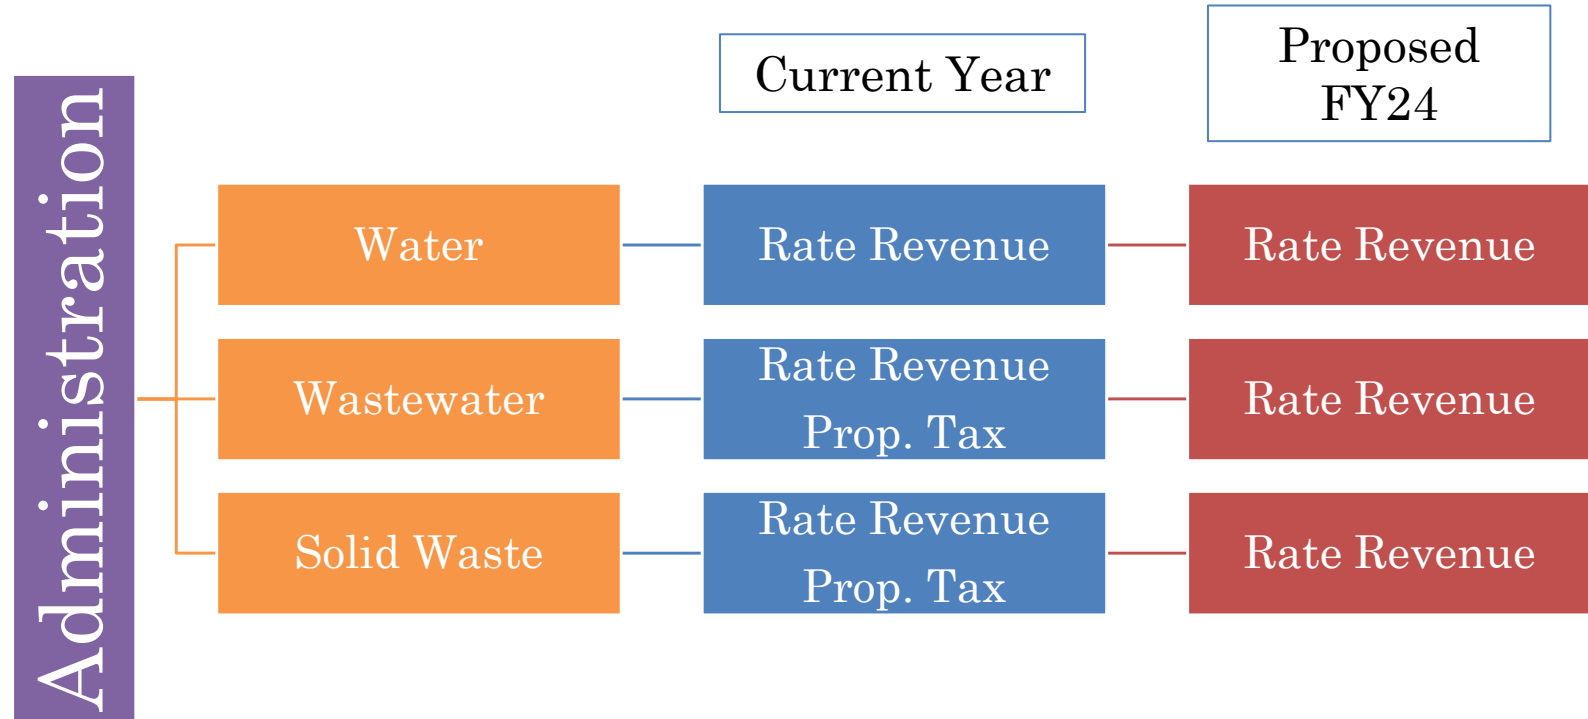 Administration
Current Year
Proposed
FY24
Water
Rate Revenue
Rate Revenue
Wastewater
Rate Revenue
Prop. Tax
Rate Revenue
Solid Waste
Rate Revenue
Prop. Tax
Rate Revenue